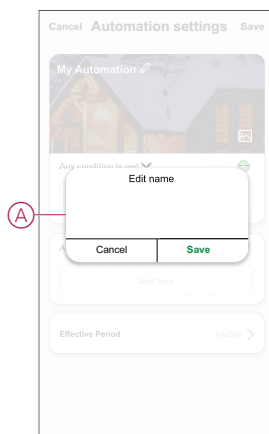 Cancel Automation settings Save
My Automation
Any condition is met
Edit name
A
Cancel Save
Add Task
Effective Period All-Day